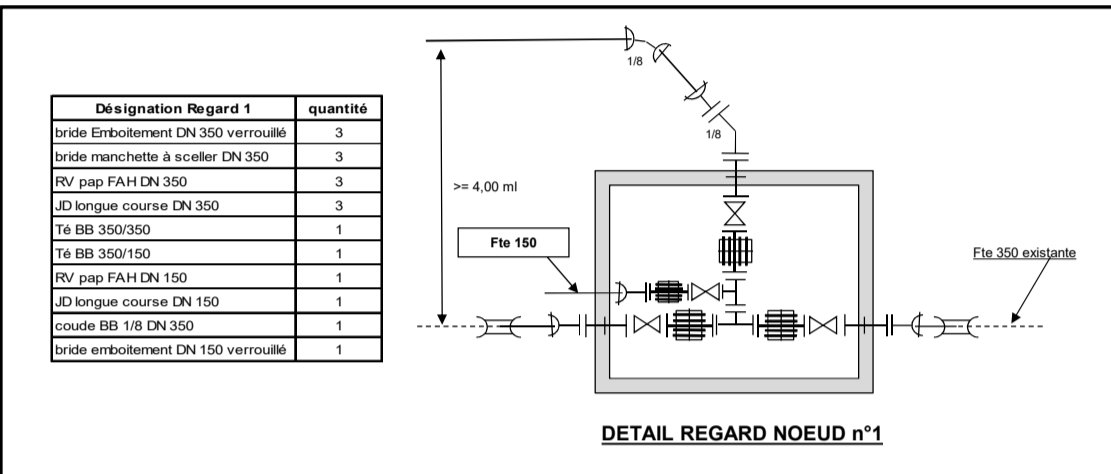 Désignation Regard 1 quantité
bride Emboitement DN 350 verrouillé 3
bride manchette à sceller DN 350 3
RV pap FAH DN 350 3
JD longue course DN 350 3
Té BB 350/350 1
Té BB 350/150 1
RV pap FAH DN 150 1
JD longue course DN 150 1
coude BB 1/8 DN 350 1
bride emboitement DN 150 verrouillé 1
1/8
1/8
>= 4,00 ml
Fte 150
Fte 350 existante
DETAIL REGARD NOEUD n°1